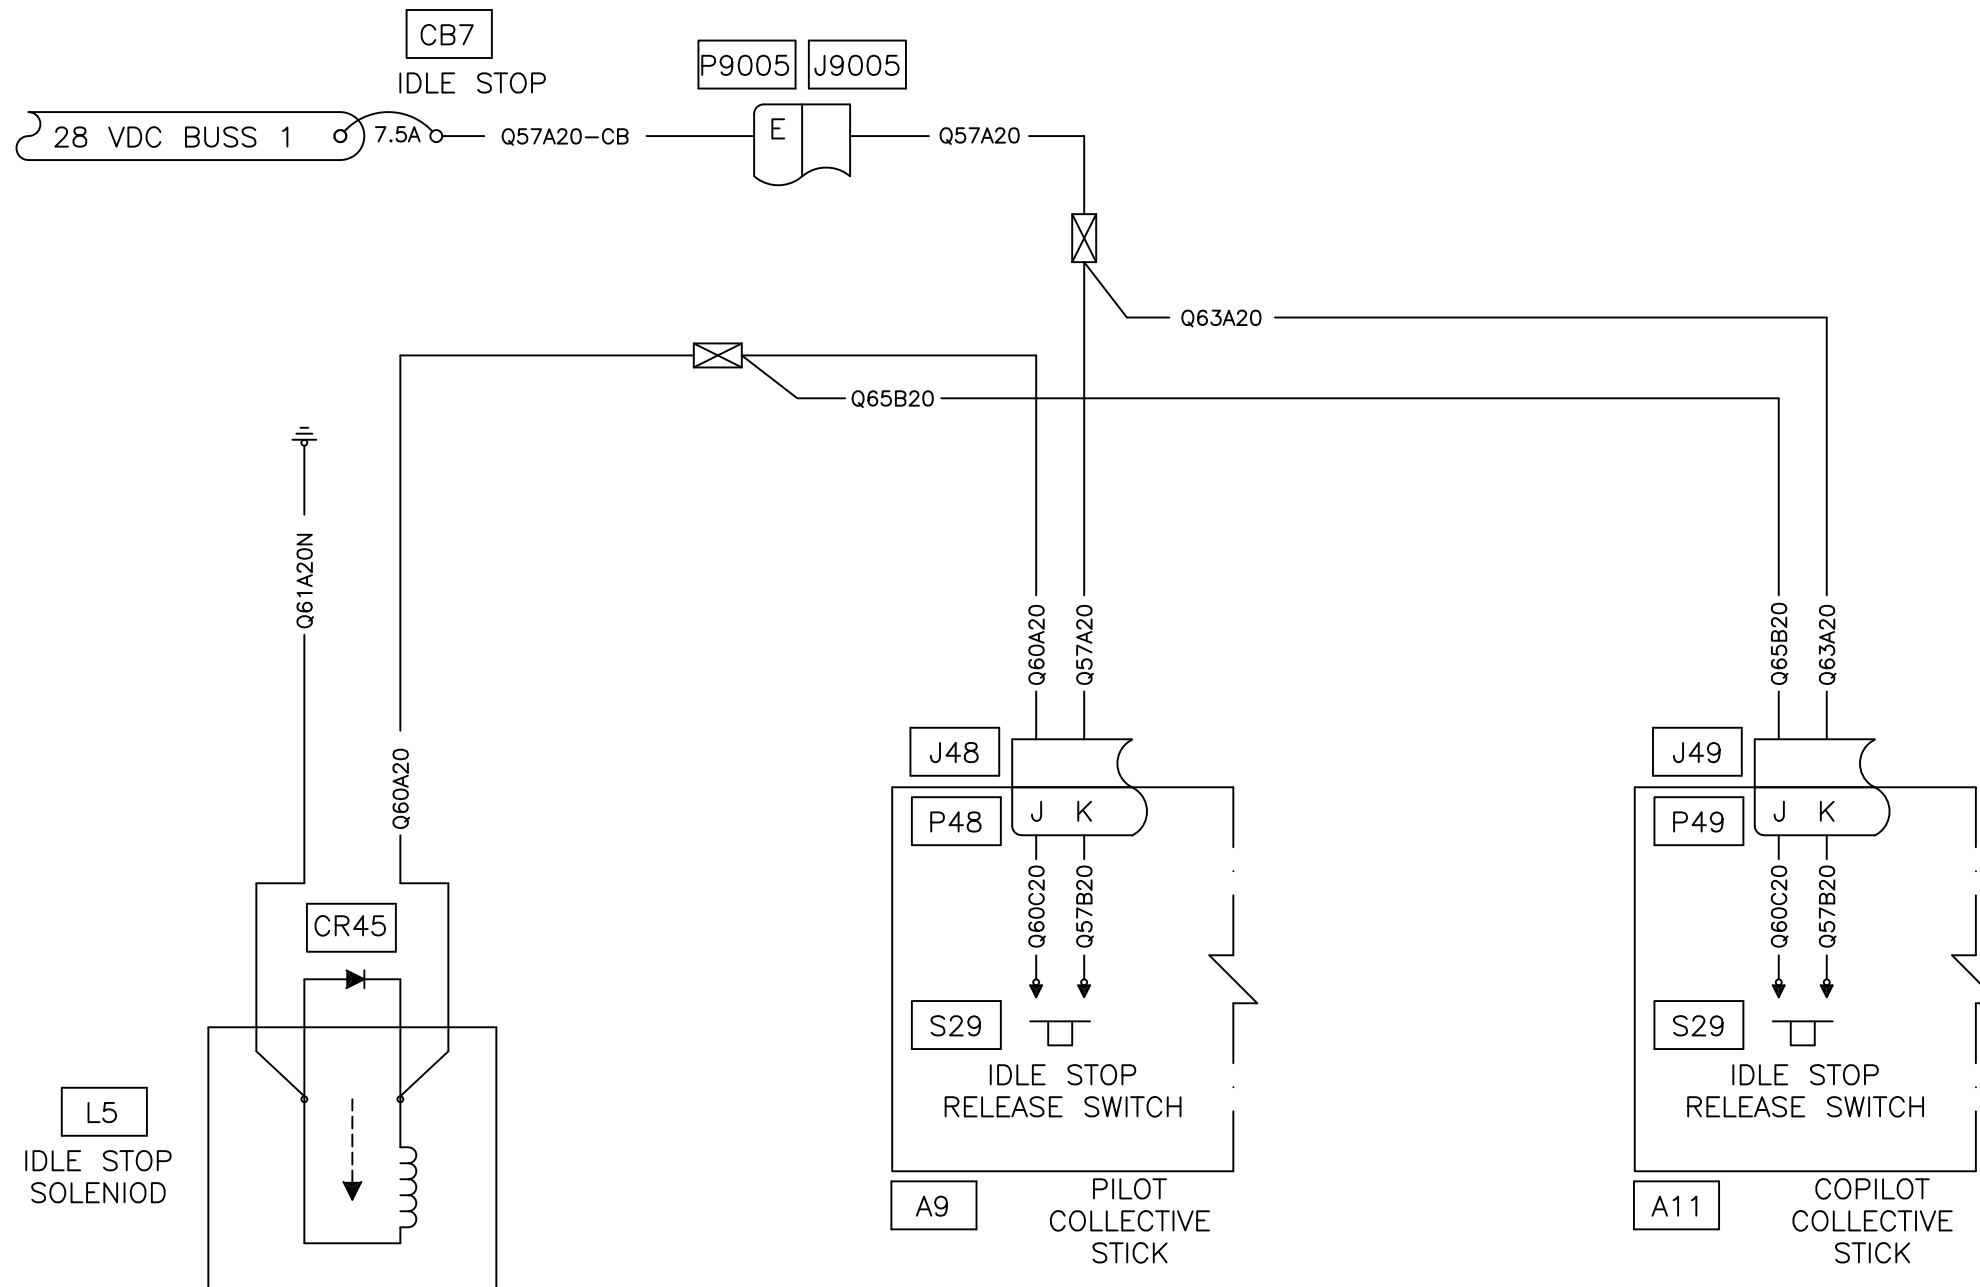 CB7
IDLE STOP
P9005
J9005
28 VDC BUSS 1
7.5A
Q57A20-CB
E
Q57A20
Q63A20
Q65B20
Q61A20N
Q60A20
Q60A20
Q57A20
Q65B20
Q63A20
J48
P48
J K
Q60C20
Q57B20
S29
IDLE STOP
RELEASE SWITCH
A9
PILOT
COLLECTIVE
STICK
J49
P49
J K
Q60C20
Q57B20
S29
IDLE STOP
RELEASE SWITCH
A11
COPILOT
COLLECTIVE
STICK
CR45
L5
IDLE STOP
SOLENIOD